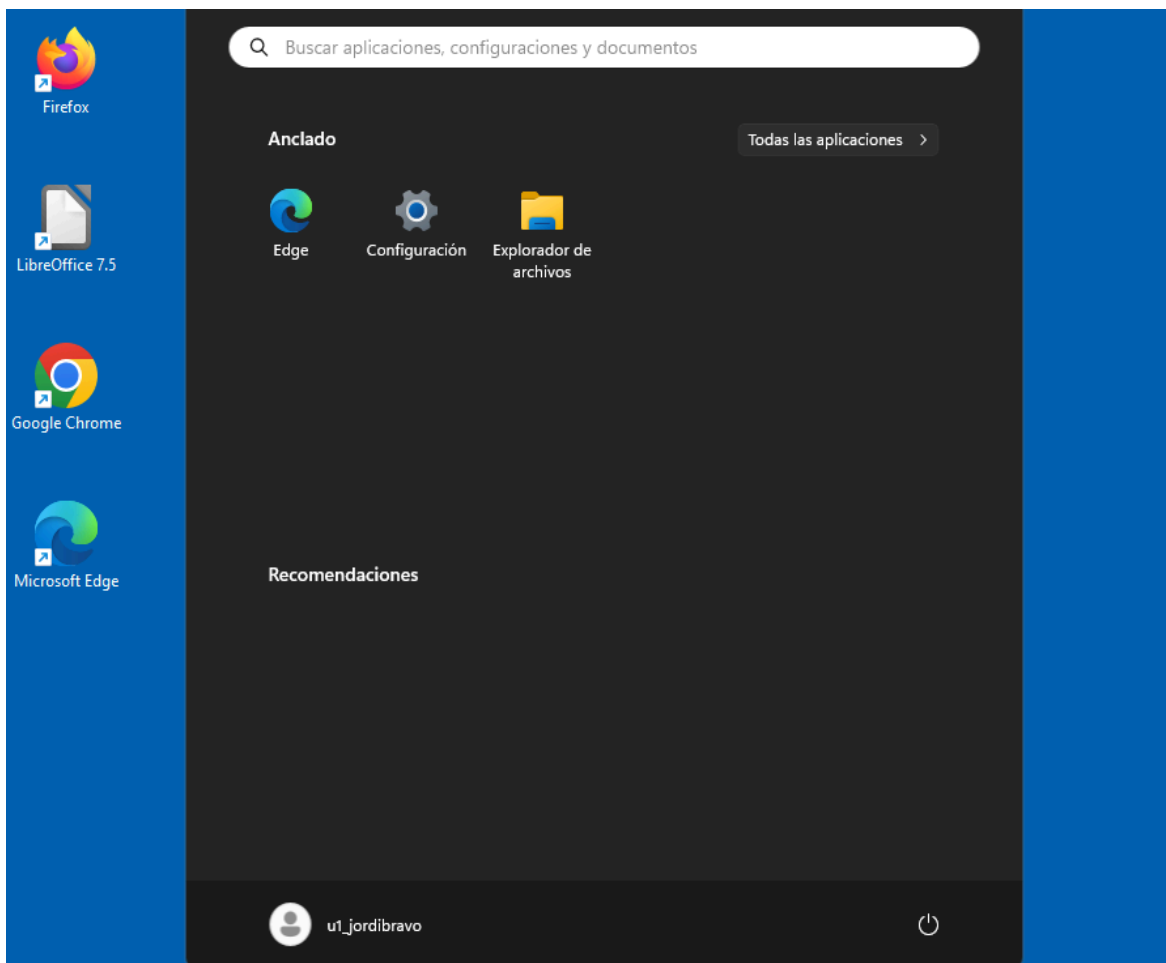 Buscar aplicaciones, configuraciones y documentos
Firefox
Anclado
Todas las aplicaciones
Edge
Configuración
Explorador de
archivos
LibreOffice 7.5
Google Chrome
Microsoft Edge
Recomendaciones
u1_jordibravo